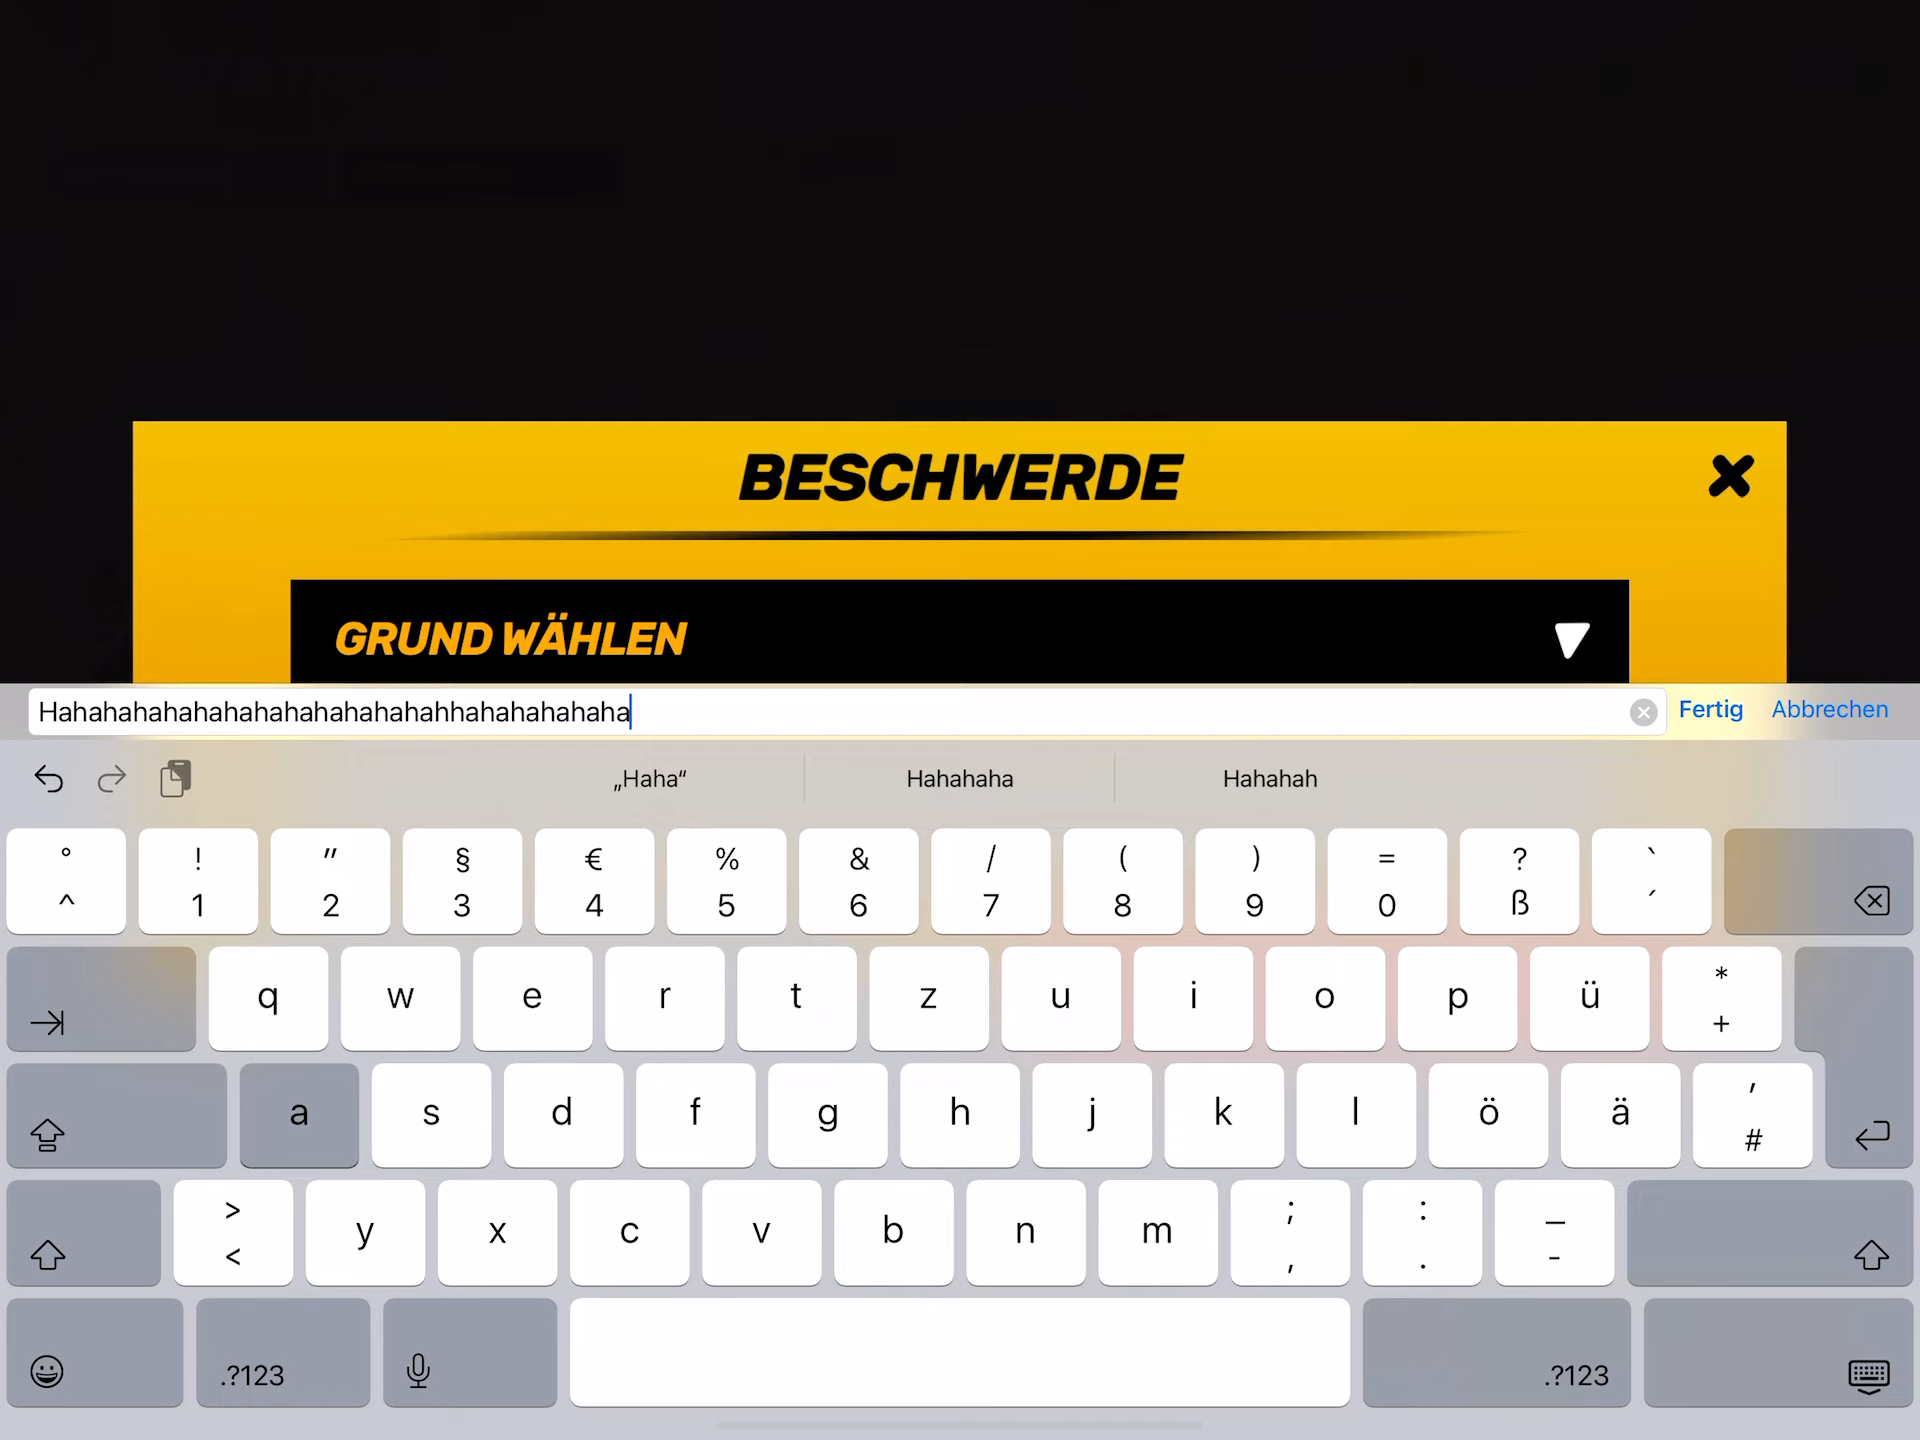 BESCHWERDE
GRUND WÄHLEN
Hahahahahahahahahahahahahahhahahahahaha
Fertig
Abbrechen
„Haha“
Hahahaha
Hahahah
° ! " § € % & / ( ) = ? `
^ 1 2 3 4 5 6 7 8 9 0 ß ´
q w e r t z u i o p ü * +
a s d f g h j k l ö ä ' #
> < y x c v b n m ; , : . _ -
.?123
.?123